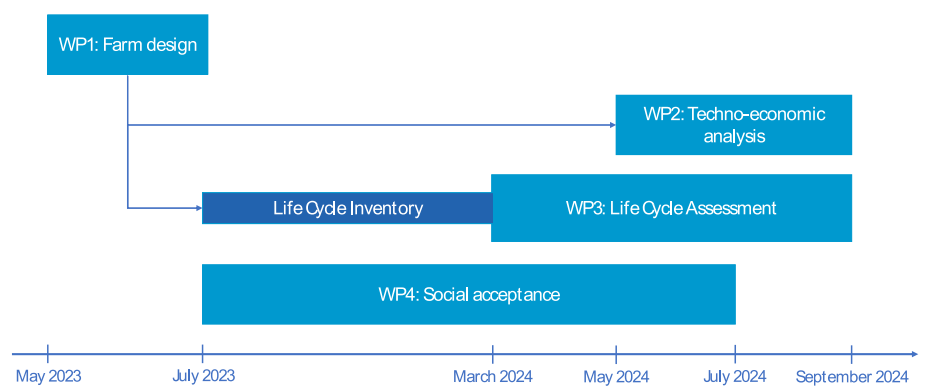 WP1: Farm design
WP2: Techno-economic
analysis
Life Cycle Inventory
WP3: Life Cycle Assessment
WP4: Social acceptance
May 2023
July 2023
March 2024
May 2024
July 2024
September 2024